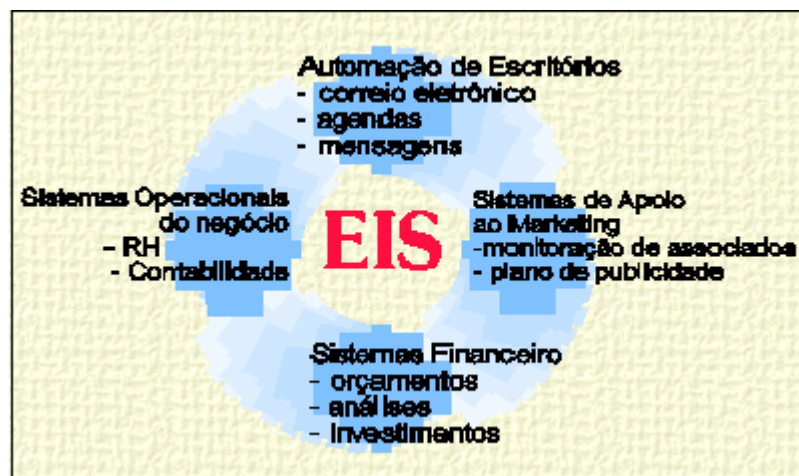 Automação de Escritórios
- correio eletrônico
- agendas
- mensagens
Sistemas Operacionais
do negócio
- RH
- Contabilidade
EIS
Sistemas de Apoio
ao Marketing
-monitoração de associados
- plano de publicidade
Sistemas Financeiro
- orçamentos
- análises
- Investimentos